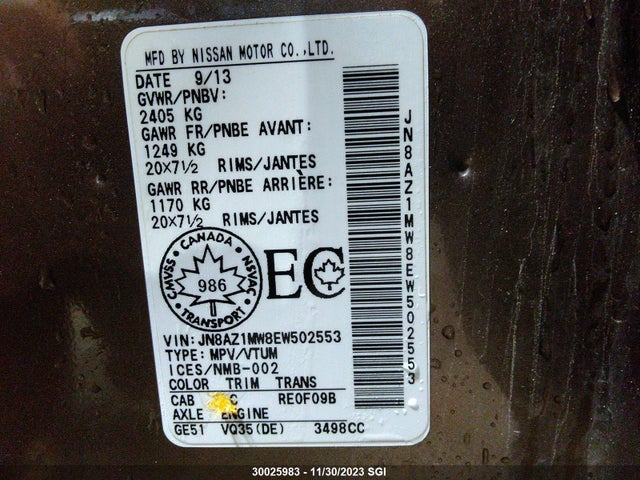 MFD BY NISSAN MOTOR CO.,LTD.
DATE 9/13
GVWR/PNBV:
2405 KG
GAWR FR/PNBE AVANT:
1249 KG
20X7½ RIMS/JANTES
GAWR RR/PNBE ARRIÈRE:
1170 KG
20X7½ RIMS/JANTES
CANADA
CMVSS NSVAC
986
TRANSPORT
EC
VIN:JN8AZ1MW8EW502553
TYPE:MPV/VTUM
ICES/NMB-002
COLOR TRIM TRANS
CAB C RE0F09B
AXLE ENGINE
GE51 VQ35(DE) 3498CC
JN8AZ1MW8EW502553
30025983 - 11/30/2023 SGI